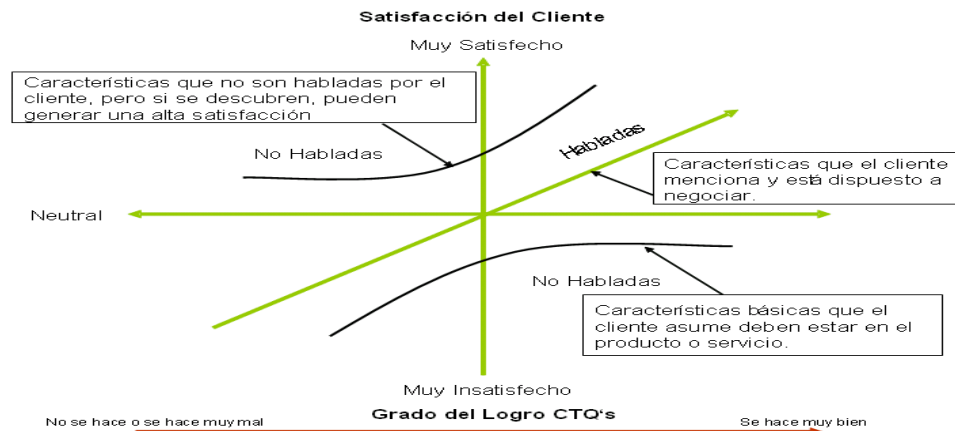 Satisfacción del Cliente
Muy Satisfecho
Características que no son habladas por el
cliente, pero si se descubren, pueden
generar una alta satisfacción
Habladas
No Habladas
Características que el cliente
menciona y está dispuesto a
negociar.
Neutral
No Habladas
Características básicas que el
cliente asume deben estar en el
producto o servicio.
Muy Insatisfecho
Grado del Logro CTQ‘s
No se hace o se hace muy mal
Se hace muy bien